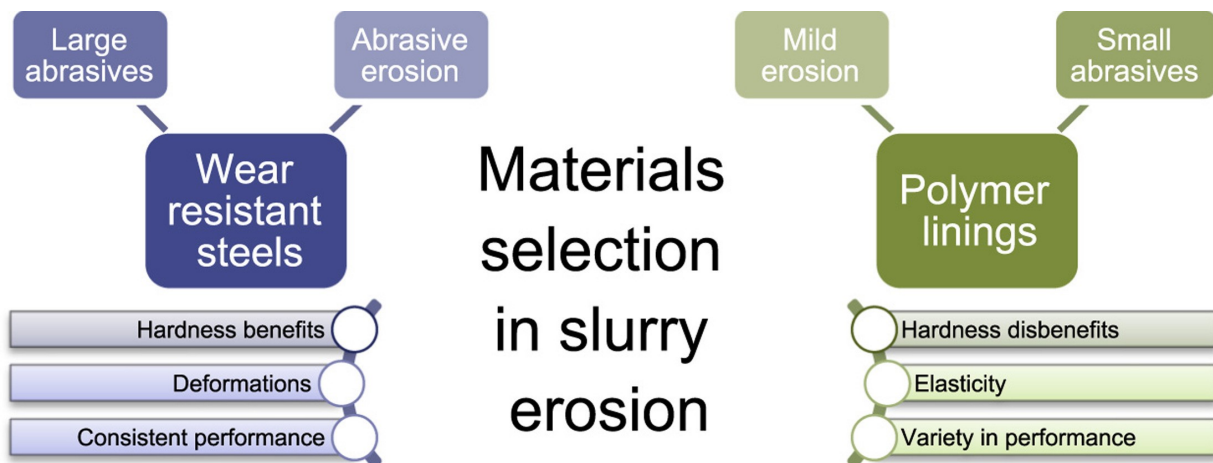 Large
abrasives
Abrasive
erosion
Mild
erosion
Small
abrasives
Wear
resistant
steels
Materials
selection
in slurry
erosion
Polymer
linings
Hardness benefits
Deformations
Consistent performance
Hardness disbenefits
Elasticity
Variety in performance